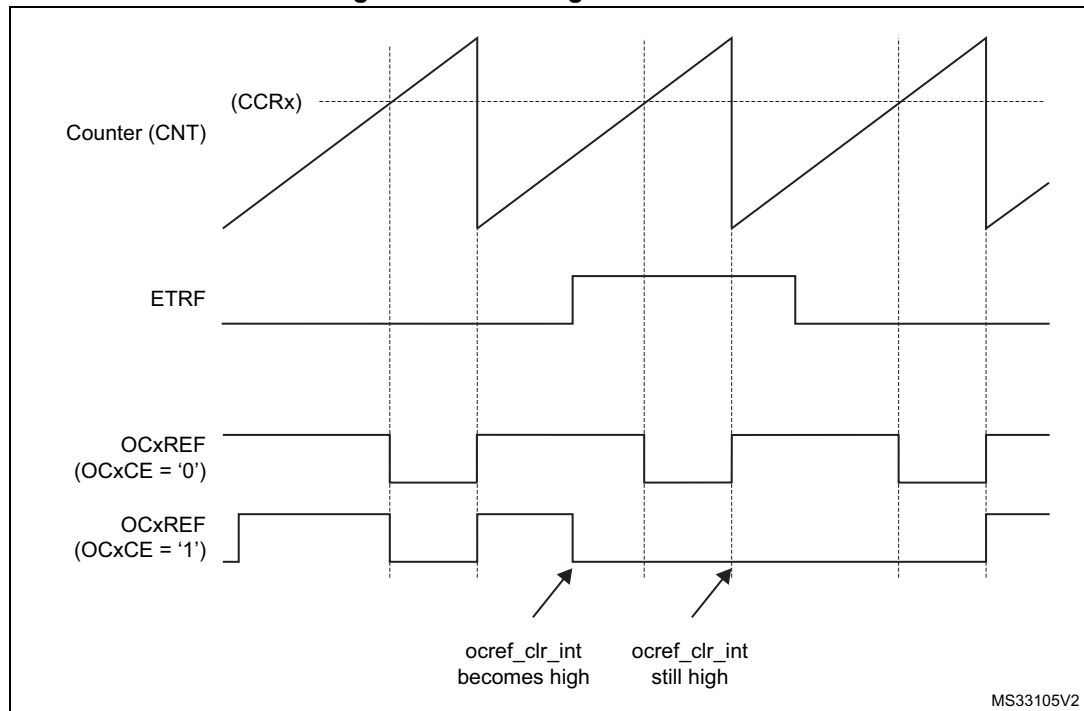 (CCRx)
Counter (CNT)
ETRF
OCxREF
(OCxCE = ‘0’)
OCxREF
(OCxCE = ‘1’)
ocref_clr_int
becomes high
ocref_clr_int
still high
MS33105V2